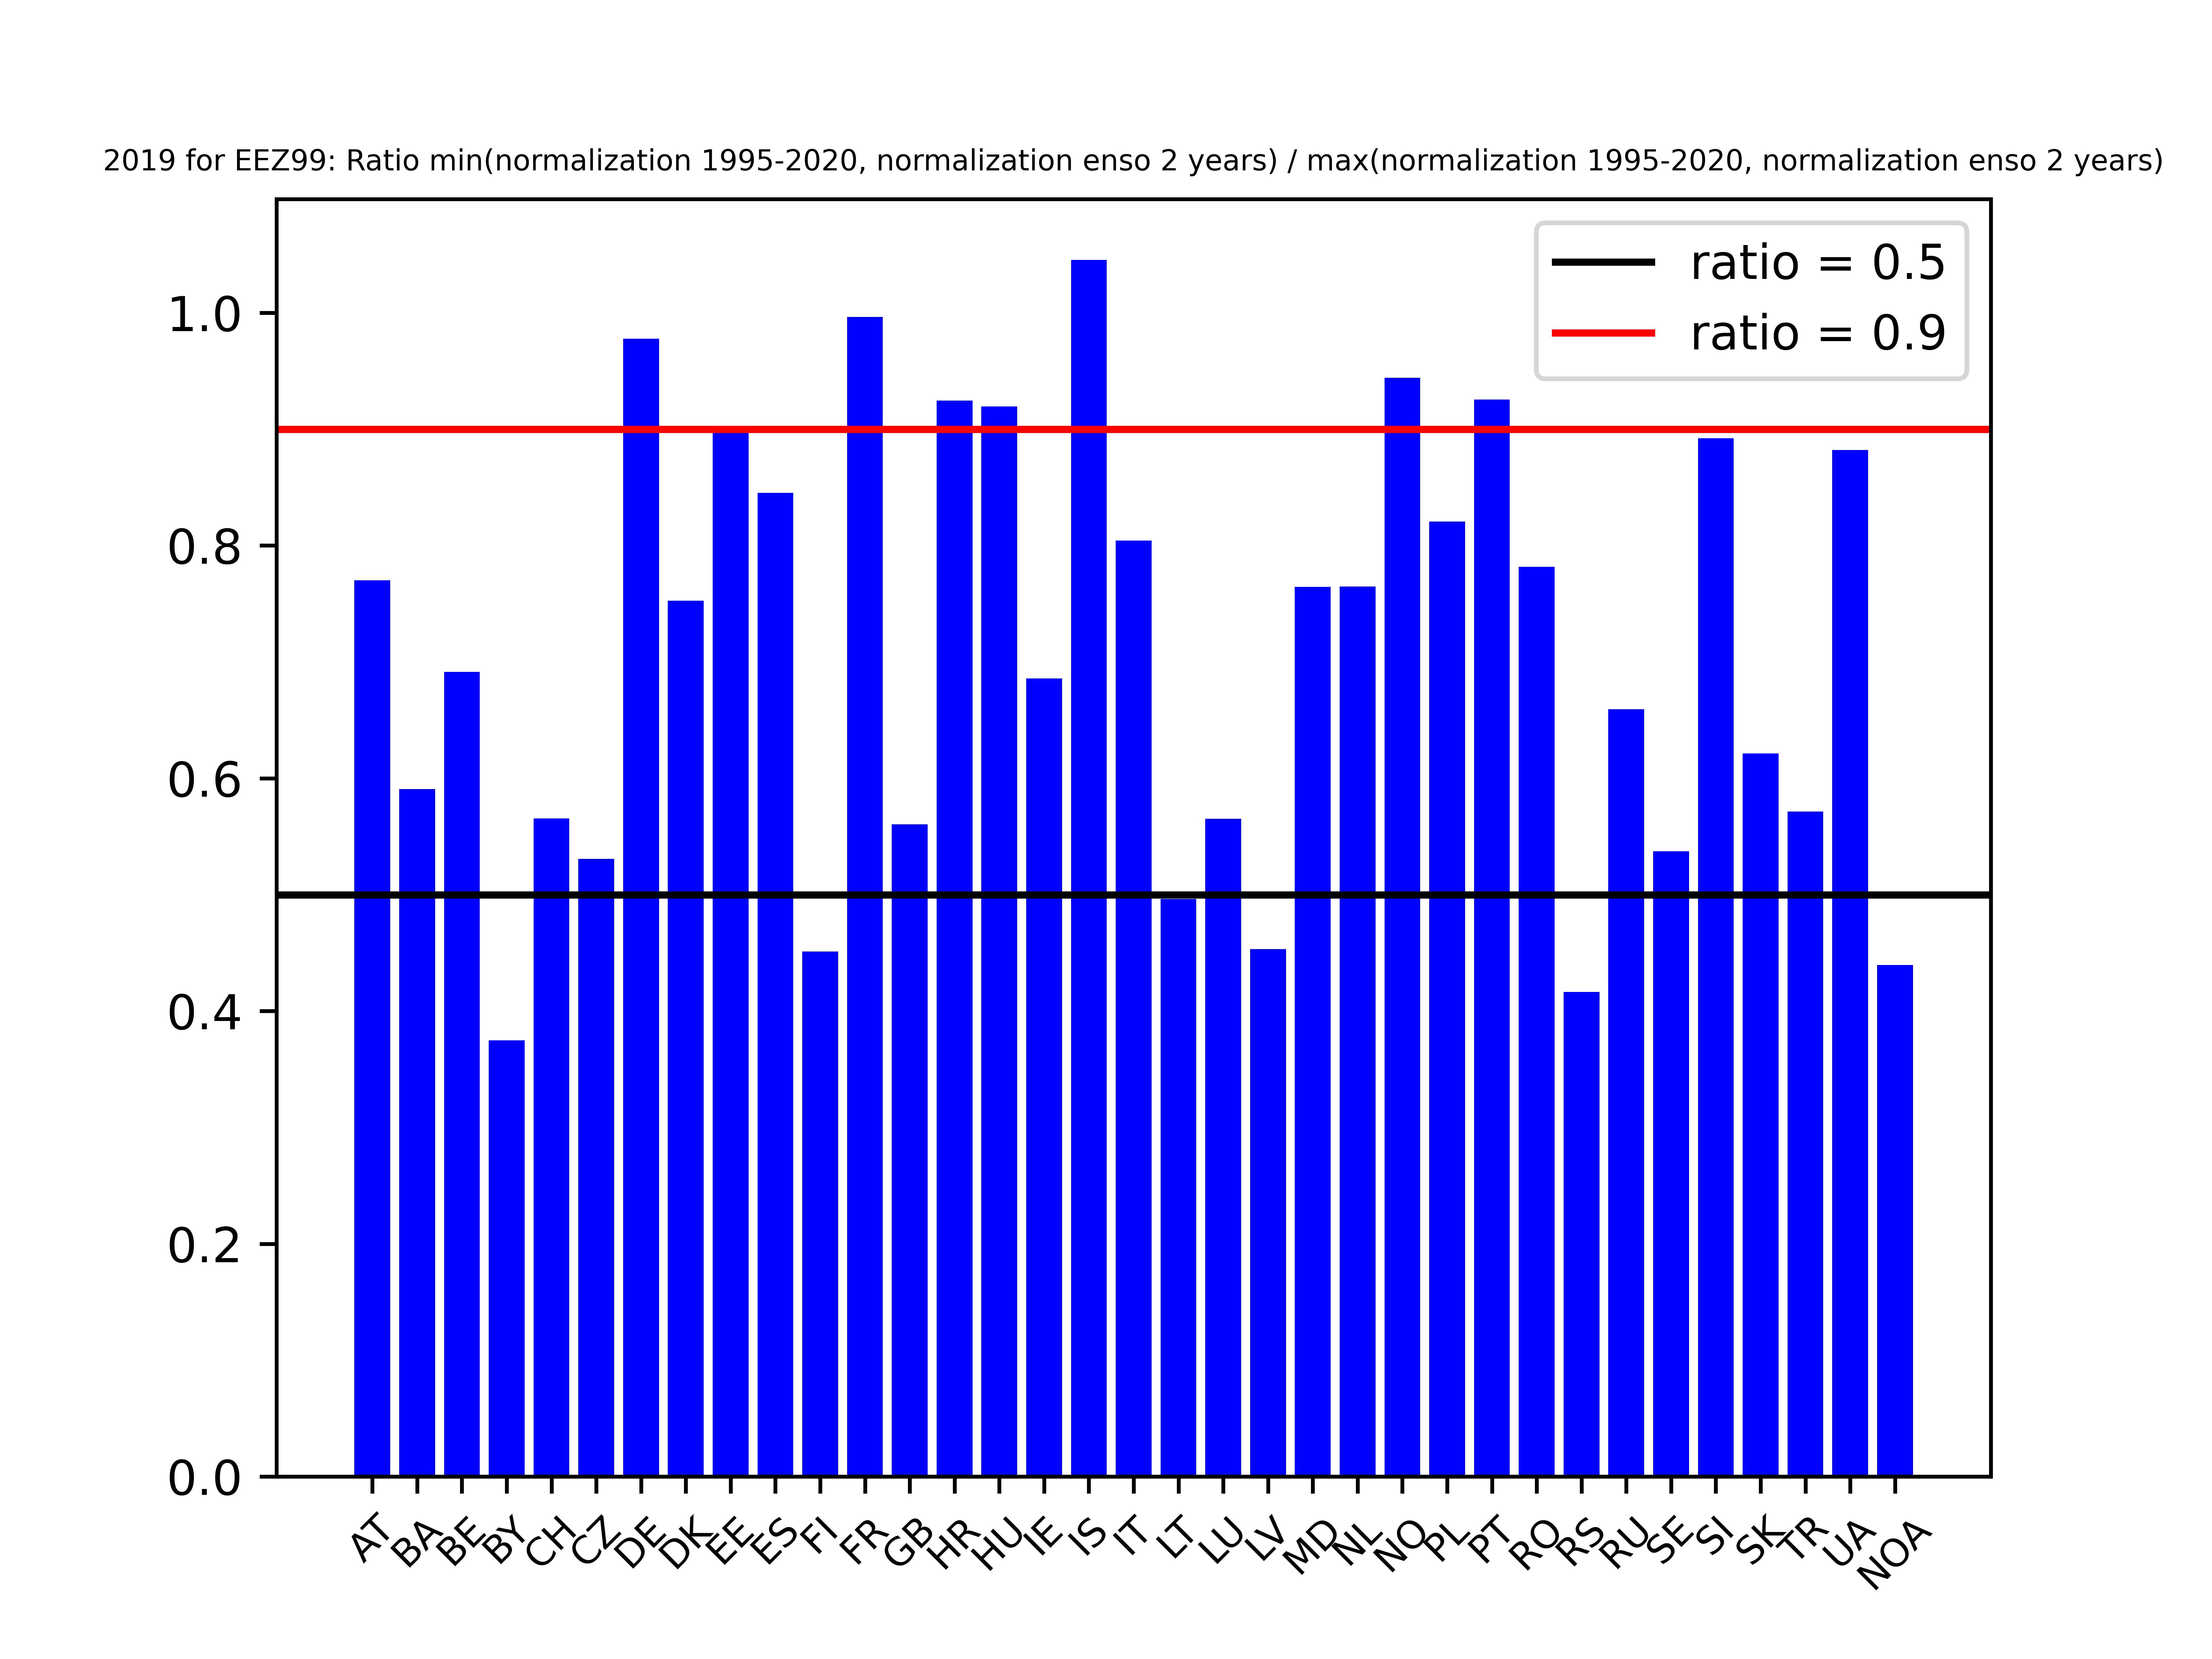 2019 for EEZ99: Ratio min(normalization 1995-2020, normalization enso 2 years) / max(normalization 1995-2020, normalization enso 2 years)
ratio = 0.5
ratio = 0.9
1.0
0.8
0.6
0.4
0.2
0.0
AT BA BE BY CH CZ DE DK EE ES FI FR GB HR HU IE IS IT LT LU LV MD NL NO PL PT RO RS RU SE SI SK TR UA NOA